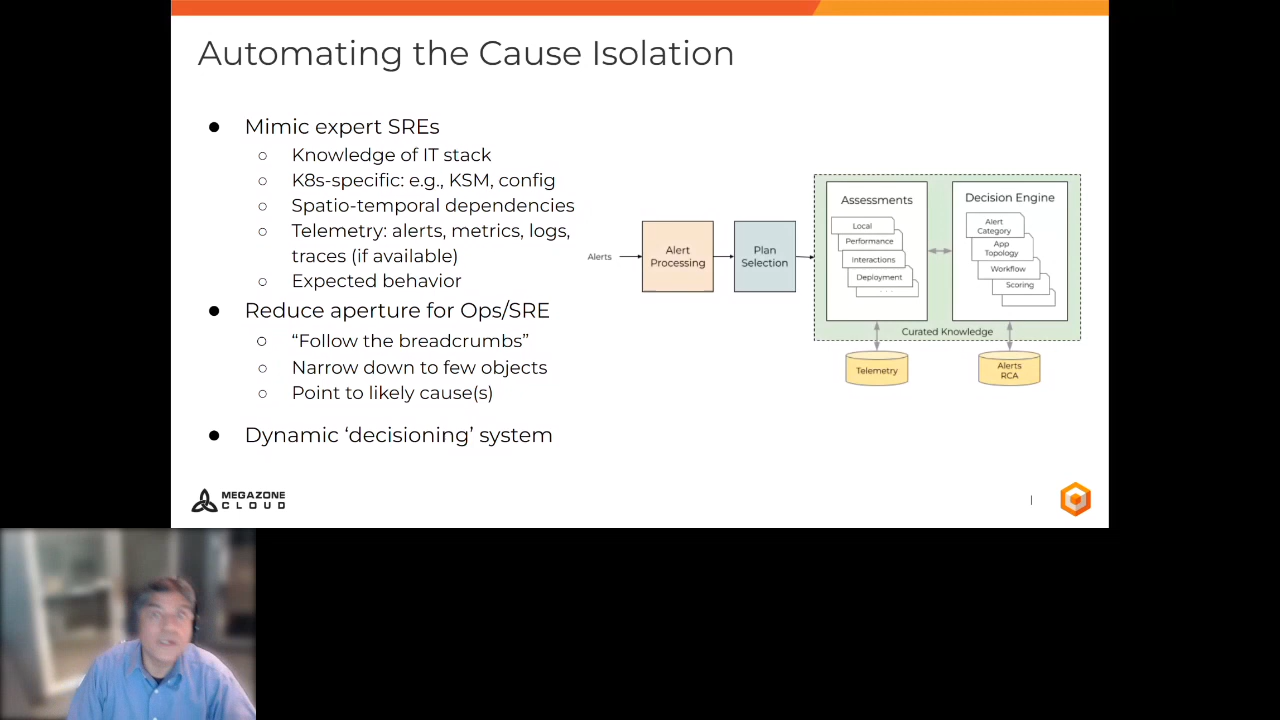 Automating the Cause Isolation
● Mimic expert SREs
○ Knowledge of IT stack
○ K8s-specific: e.g., KSM, config
○ Spatio-temporal dependencies
○ Telemetry: alerts, metrics, logs,
traces (if available)
○ Expected behavior
● Reduce aperture for Ops/SRE
○ “Follow the breadcrumbs”
○ Narrow down to few objects
○ Point to likely cause(s)
● Dynamic ‘decisioning’ system
Alerts
Alert
Processing
Plan
Selection
Assessments
Local
Performance
Interactions
Deployment
. . .
Decision Engine
Alert
Category
App
Topology
Workflow
Scoring
Curated Knowledge
Telemetry
Alerts
RCA
MEGAZONE
CLOUD
|